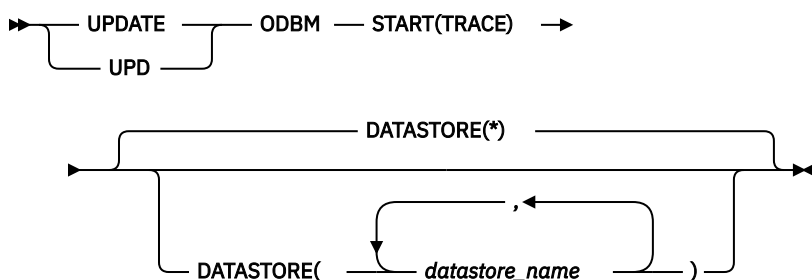 UPDATE ODBM START(TRACE)
UPD
DATASTORE(*)
,
DATASTORE( datastore_name )